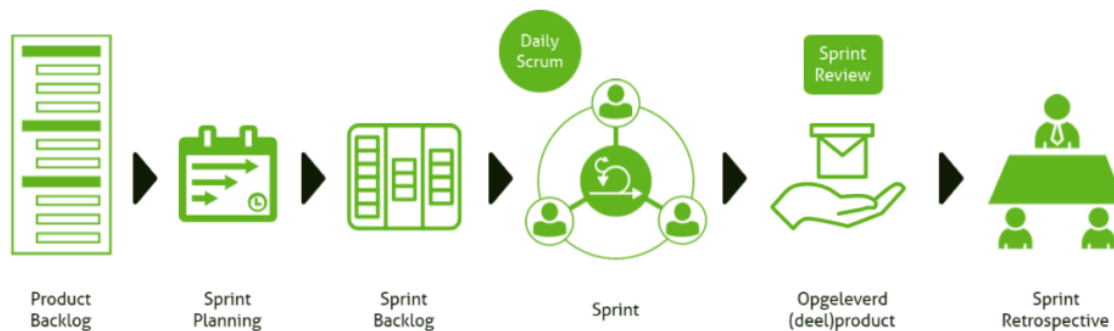 Daily
Scrum
Sprint
Review
Product
Backlog
Sprint
Planning
Sprint
Backlog
Sprint
Opgeleverd
(deel)product
Sprint
Retrospective